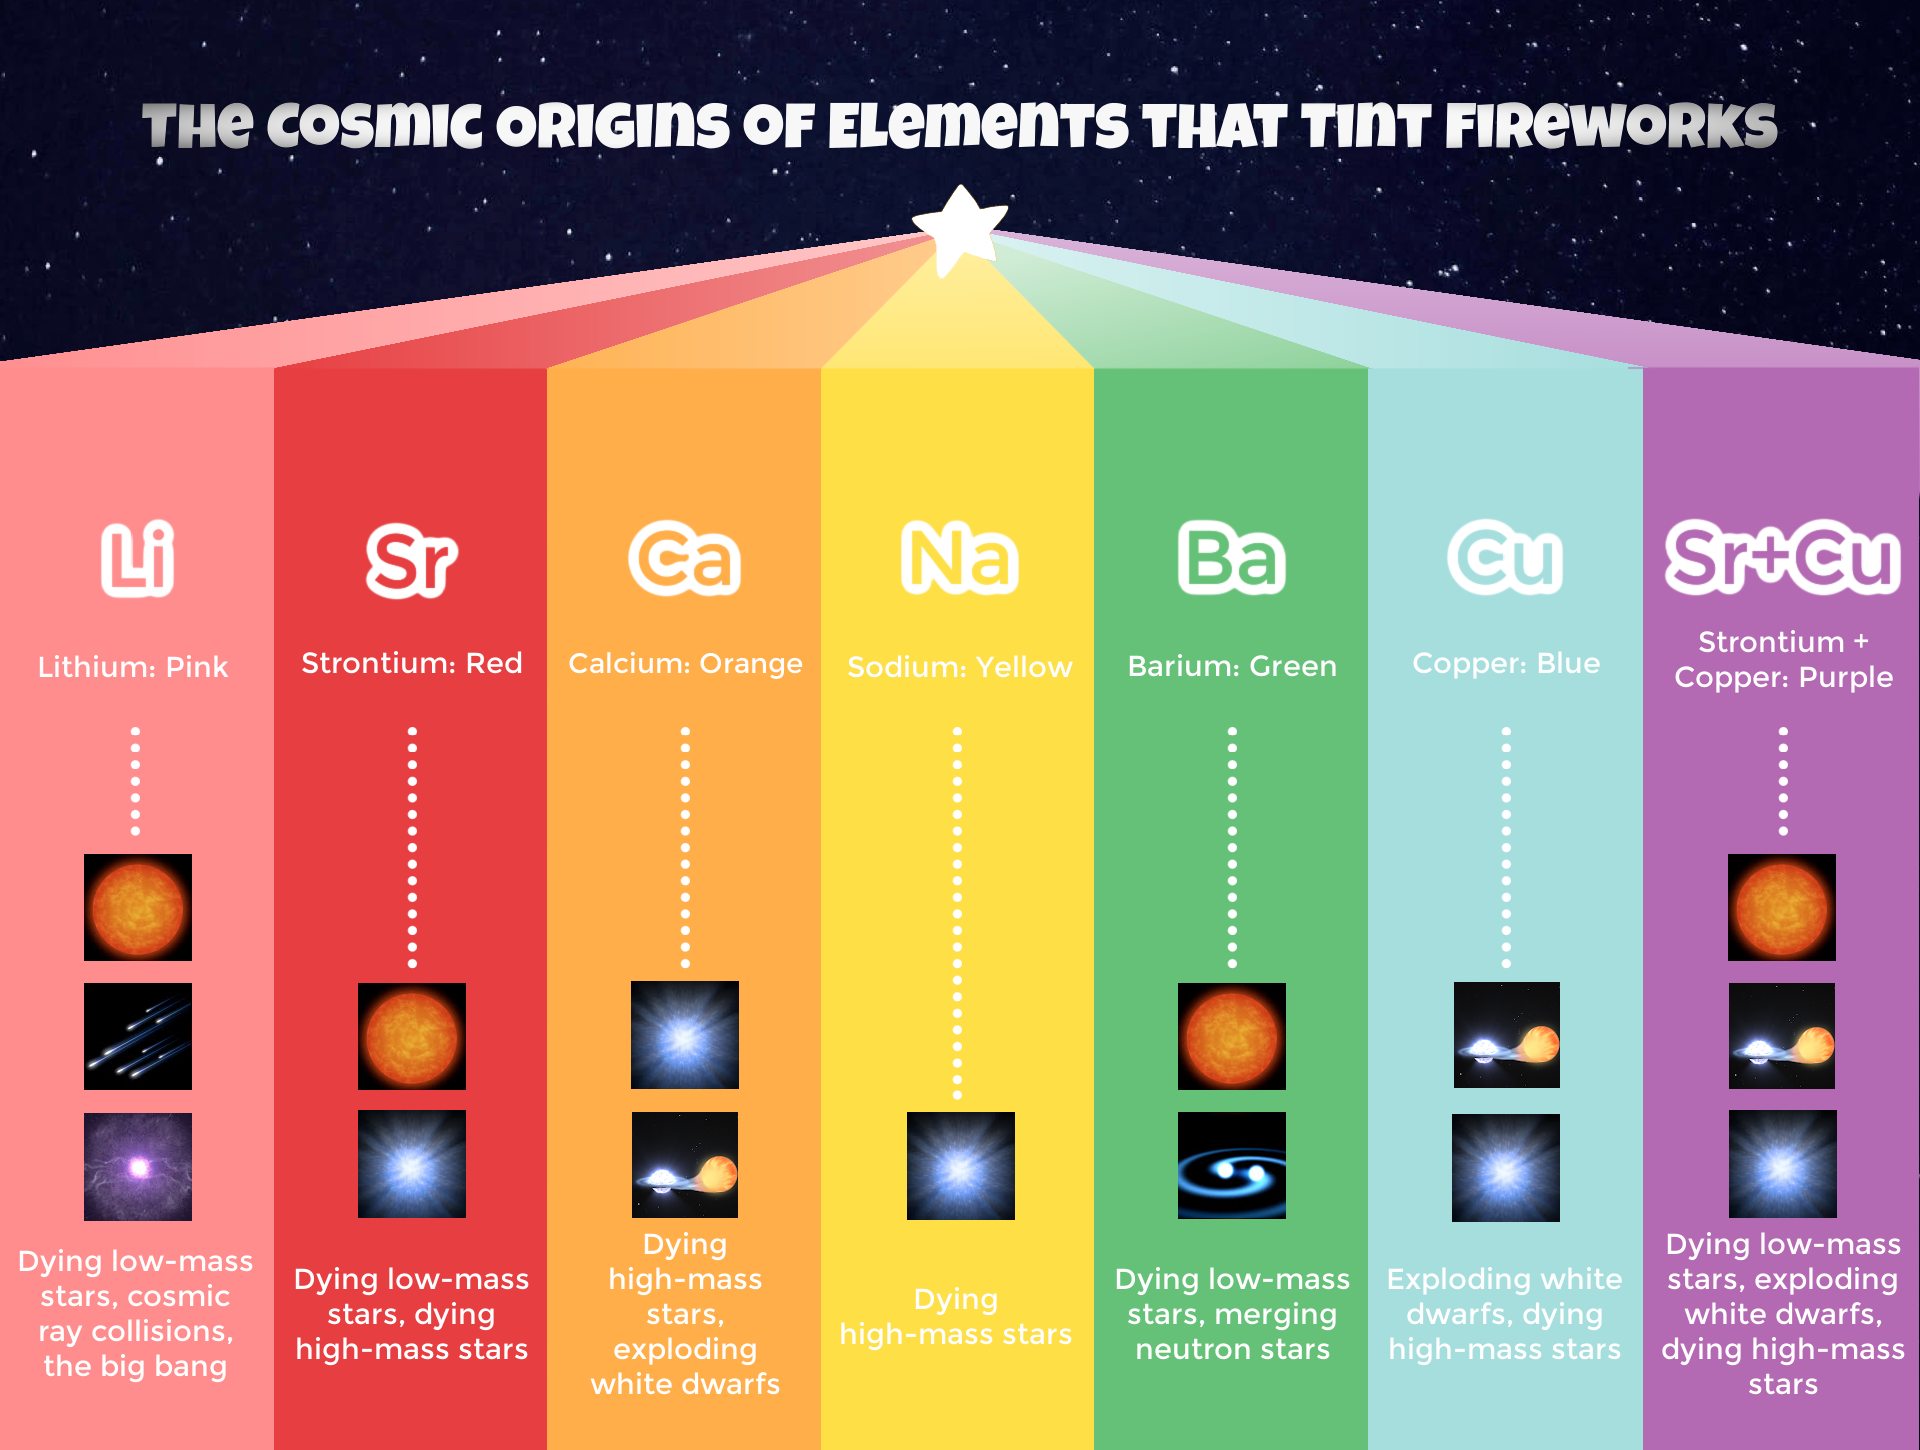 THE COSMIC ORIGINS OF ELEMENTS THAT TINT FIREWORKS
Li
Lithium: Pink
Dying low-mass
stars, cosmic
ray collisions,
the big bang
Sr
Strontium: Red
Dying low-mass
stars, dying
high-mass stars
Ca
Calcium: Orange
Dying
high-mass
stars,
exploding
white dwarfs
Na
Sodium: Yellow
Dying
high-mass stars
Ba
Barium: Green
Dying low-mass
stars, merging
neutron stars
Cu
Copper: Blue
Exploding white
dwarfs, dying
high-mass stars
Sr+Cu
Strontium +
Copper: Purple
Dying low-mass
stars, exploding
white dwarfs,
dying high-mass
stars